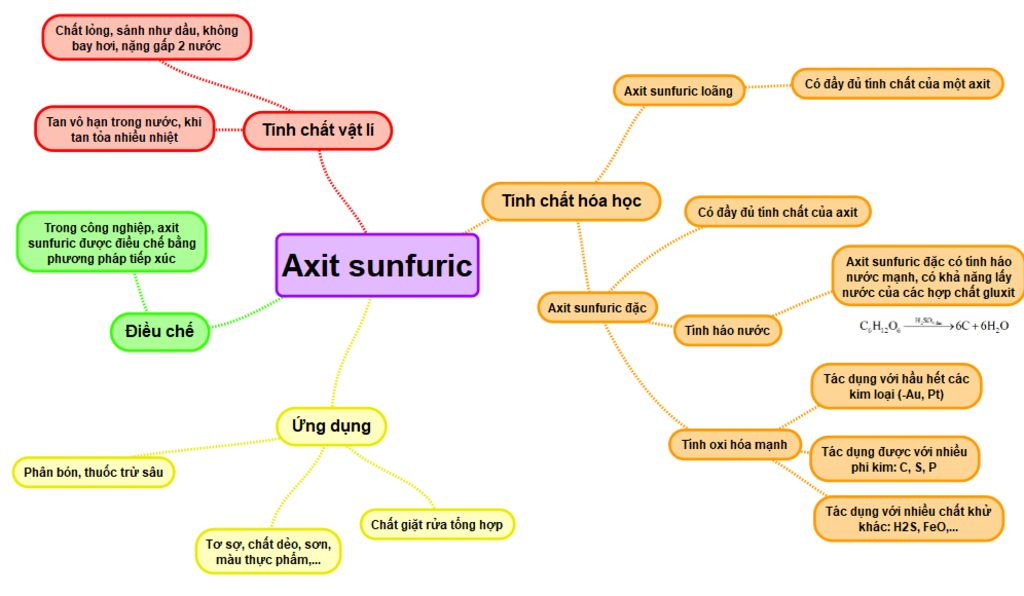 Axit sunfuric
Tính chất vật lí
Chất lỏng, sánh như dầu, không
bay hơi, nặng gấp 2 nước
Tan vô hạn trong nước, khi
tan tỏa nhiều nhiệt
Điều chế
Trong công nghiệp, axit
sunfuric được điều chế bằng
phương pháp tiếp xúc
Ứng dụng
Phân bón, thuốc trừ sâu
Tơ sợ, chất dẻo, sơn,
màu thực phẩm,...
Chất giặt rửa tổng hợp
Tính chất hóa học
Axit sunfuric loãng
Có đầy đủ tình chất của một axit
Axit sunfuric đặc
Có đầy đủ tình chất của axit
Tính háo nước
Axit sunfuric đặc có tình háo
nước mạnh, có khả năng lấy
nước của các hợp chất gluxit
C₆H₁₂O₆ ⟶ 6C + 6H₂O
Tính oxi hóa mạnh
Tác dụng với hầu hết các
kim loại (-Au, Pt)
Tác dụng được với nhiều
phi kim: C, S, P
Tác dụng với nhiều chất khử
khác: H2S, FeO,...